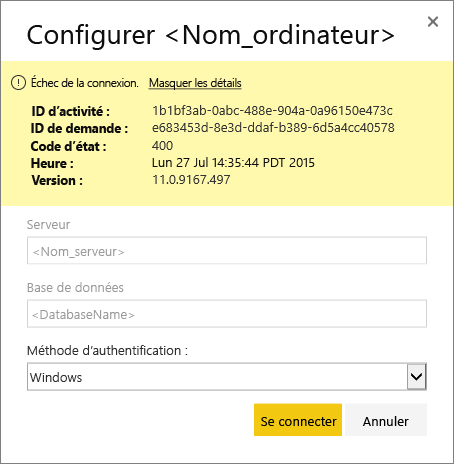 Configurer <Nom_ordinateur>
Échec de la connexion. Masquer les détails
ID d'activité : 1b1bf3ab-0abc-488e-904a-0a96150e473c
ID de demande : e683453d-8e3d-ddaf-b389-6d5a4cc40578
Code d'état : 400
Heure : Lun 27 Jul 14:35:44 PDT 2015
Version : 11.0.9167.497
Serveur
<Nom_serveur>
Base de données
<DatabaseName>
Méthode d'authentification :
Windows
Se connecter Annuler